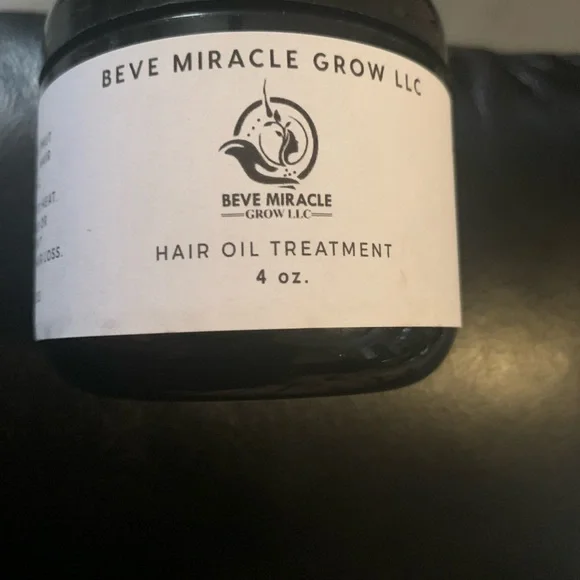 BEVE MIRACLE GROW LLC
BEVE MIRACLE
GROW LLC
HAIR OIL TREATMENT
4 oz.